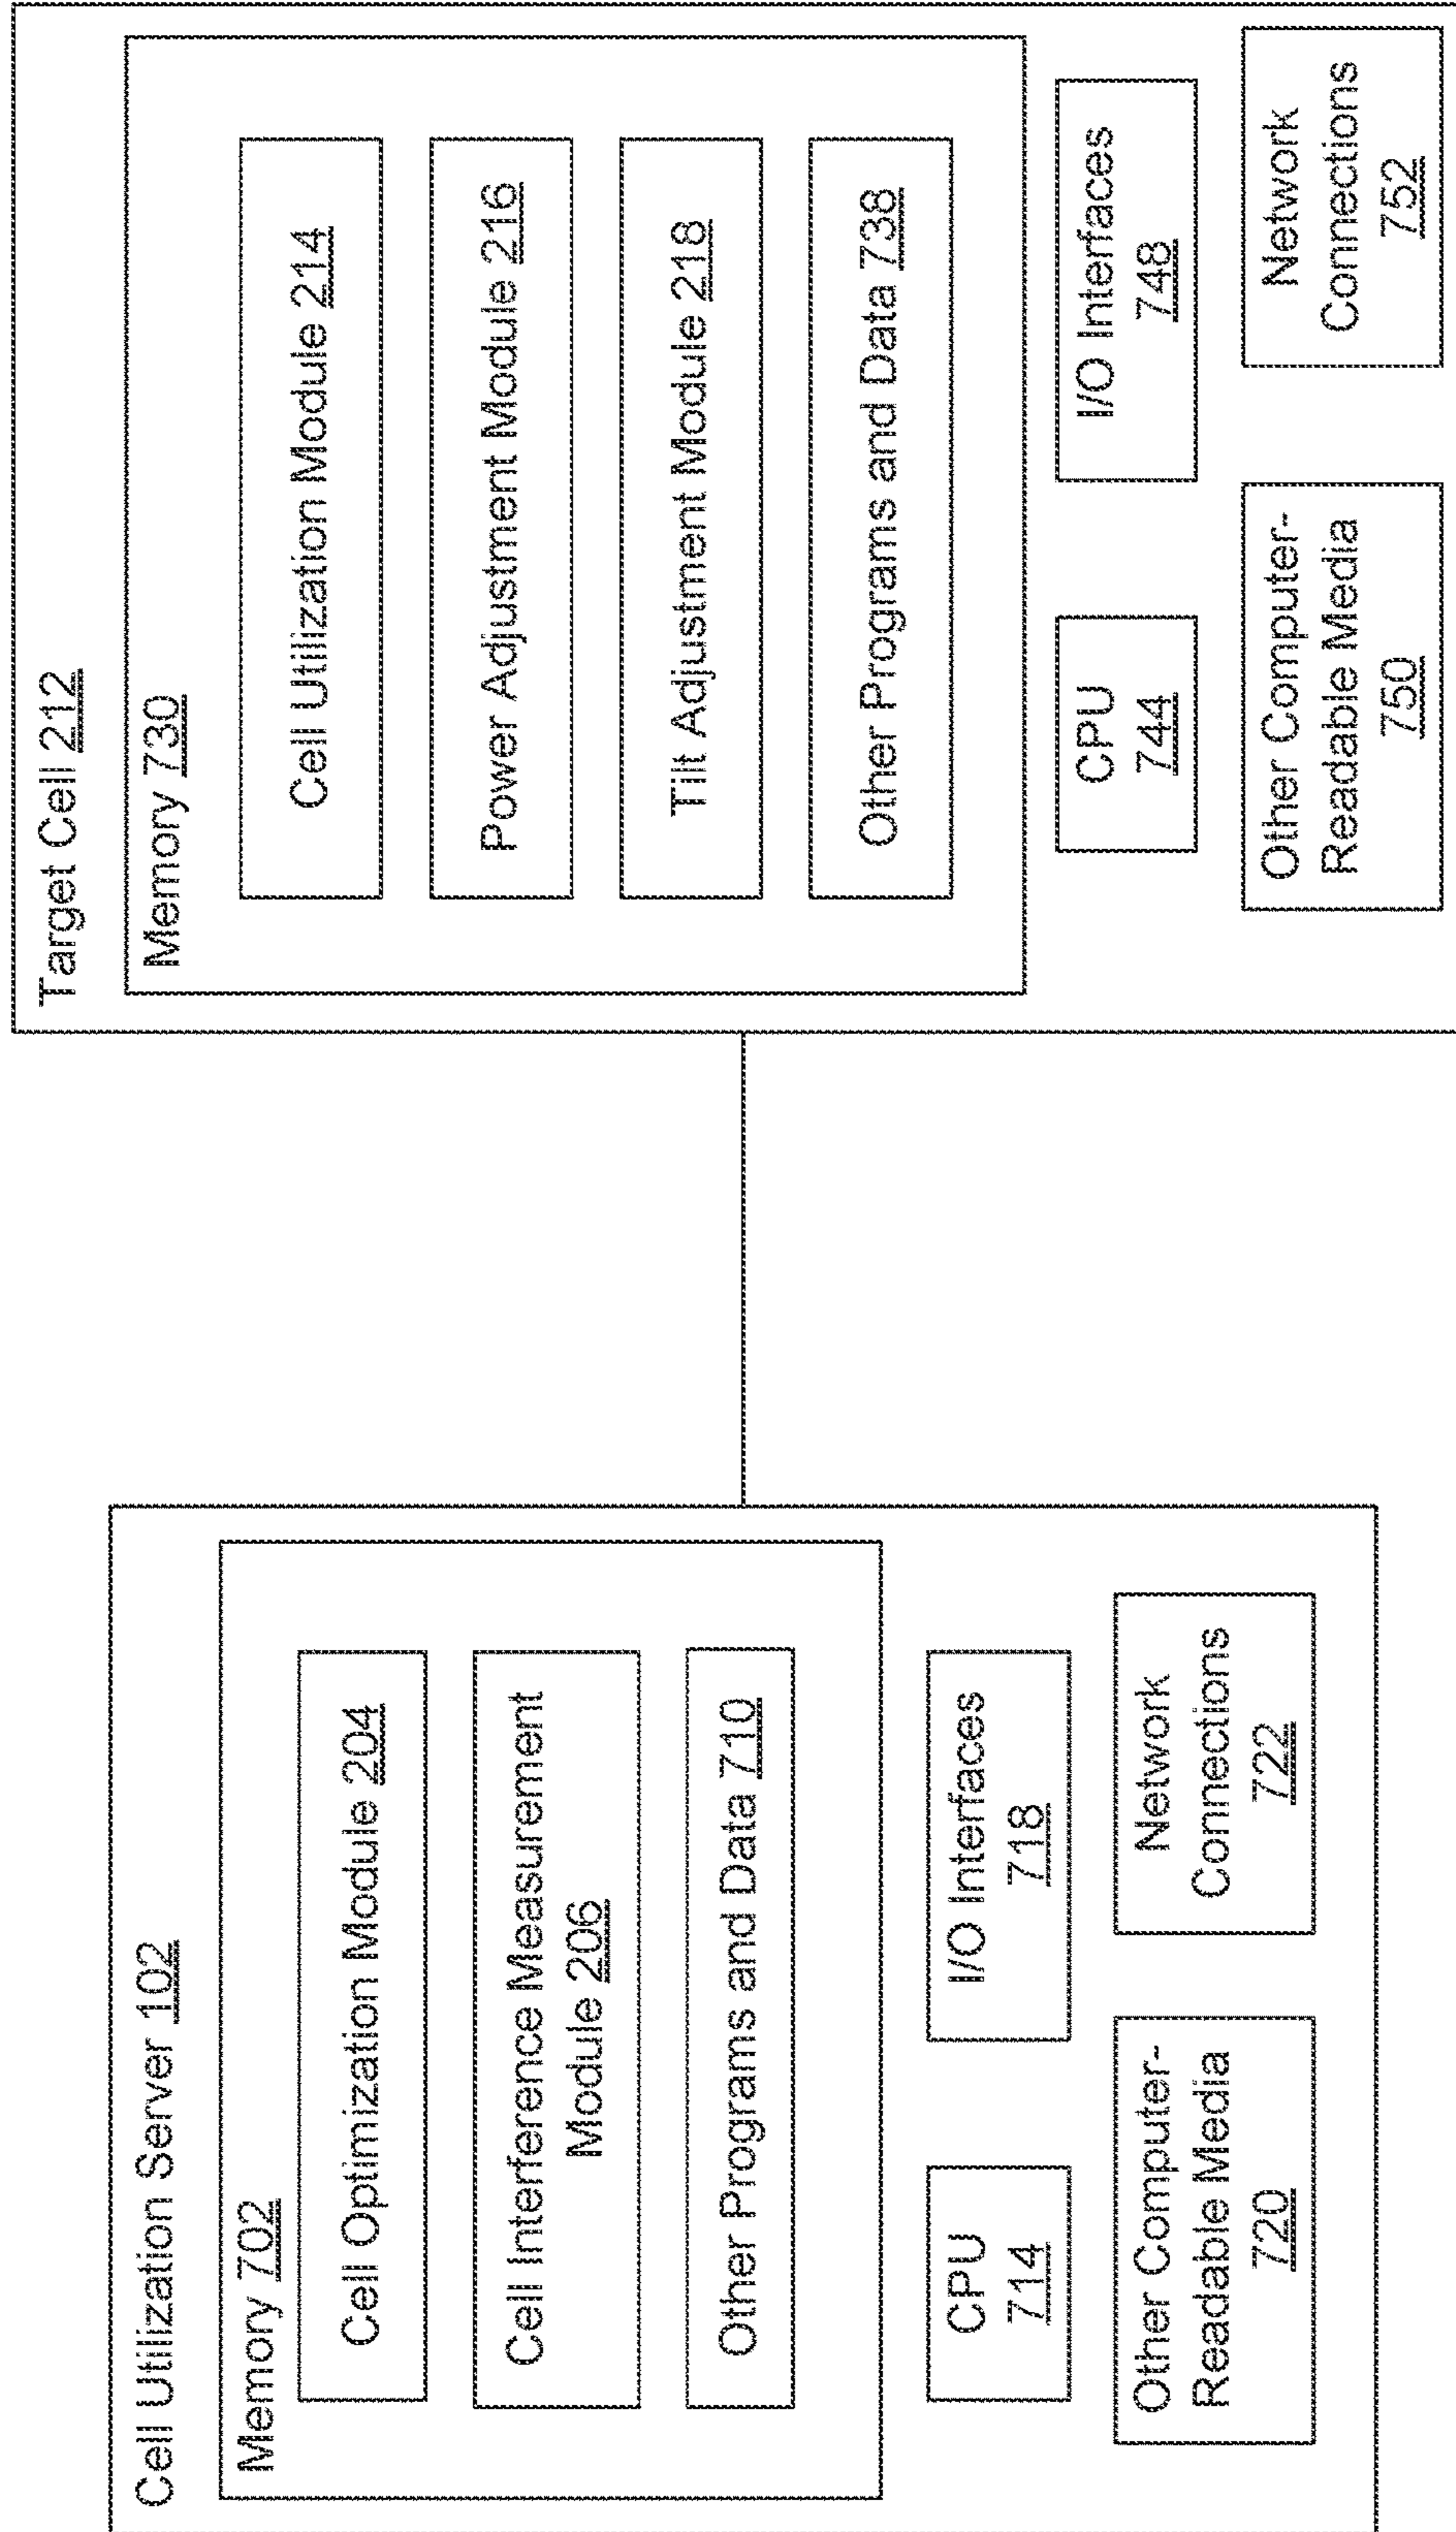 Cell Utilization Server 102
Memory 702
Cell Optimization Module 204
Cell Interference Measurement
Module 206
Other Programs and Data 710
CPU
714
I/O Interfaces
718
Other Computer-
Readable Media
720
Network
Connections
722
Target Cell 212
Memory 730
Cell Utilization Module 214
Power Adjustment Module 216
Tilt Adjustment Module 218
Other Programs and Data 738
CPU
744
I/O Interfaces
748
Other Computer-
Readable Media
750
Network
Connections
752